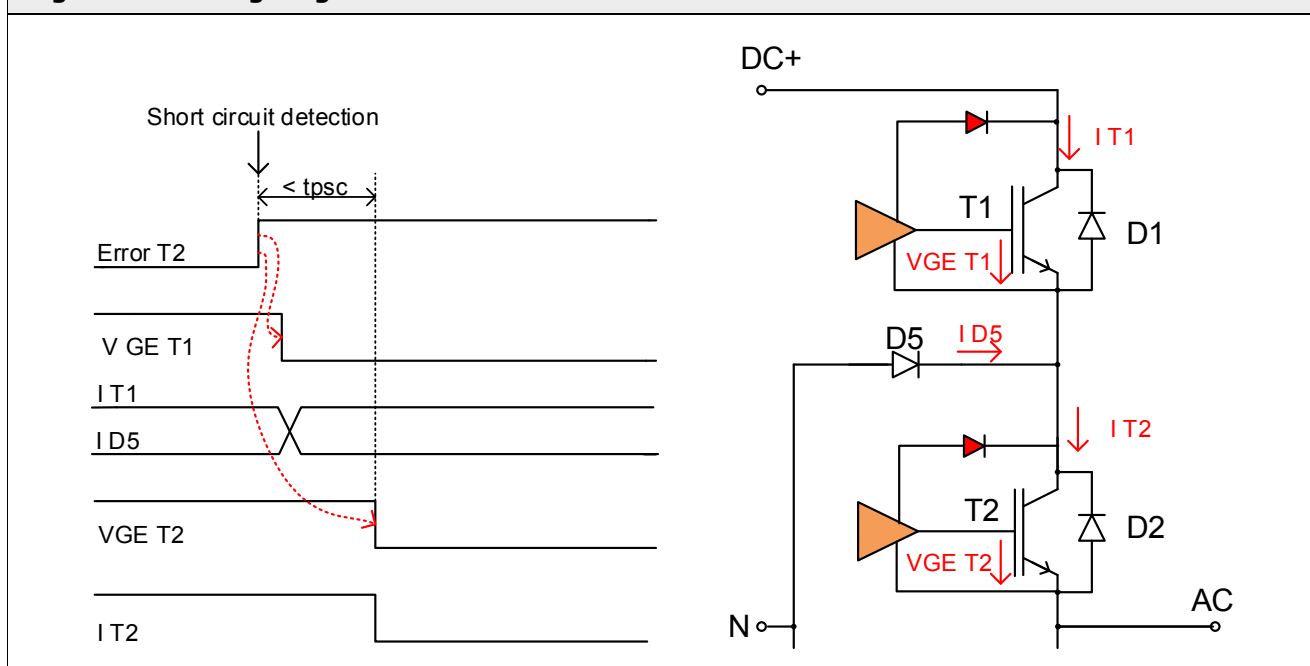 Short circuit detection
< tpsc
Error T2
V GE T1
I T1
I D5
VGE T2
I T2
DC+
I T1
T1
D1
VGE T1
D5
I D5
I T2
T2
D2
VGE T2
AC
N